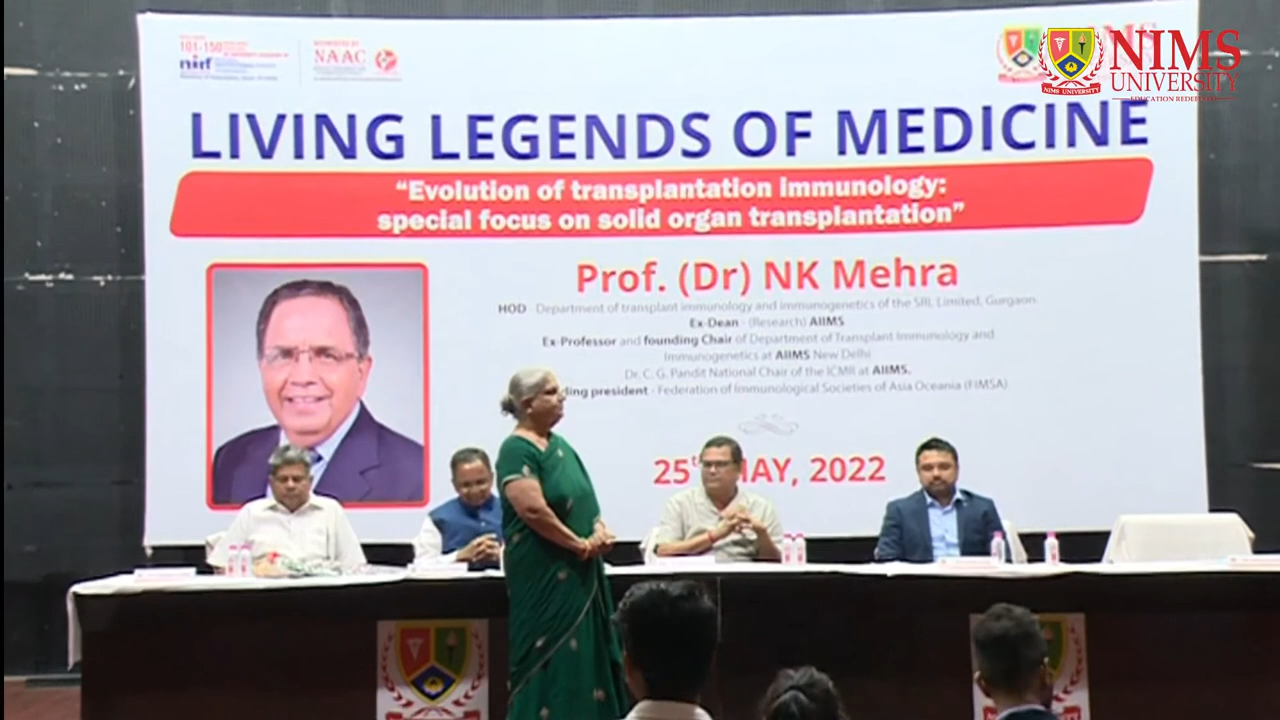 101-150
nirf
NAAC
NIMS
UNIVERSITY
NIMS UNIVERSITY
LIVING LEGENDS OF MEDICINE
“Evolution of transplantation immunology:
special focus on solid organ transplantation”
Prof. (Dr) NK Mehra
HOD - Department of transplant immunology and immunogenetics of the SRL Limited, Gurgaon.
Ex-Dean - (Research) AIIMS
Ex-Professor and founding Chair of Department of Transplant Immunology and
Immunogenetics at AIIMS New Delhi
Dr. C. G. Pandit National Chair of the ICMR at AIIMS.
president - Federation of Immunological Societies of Asia Oceania (FIMSA)
25 MAY, 2022